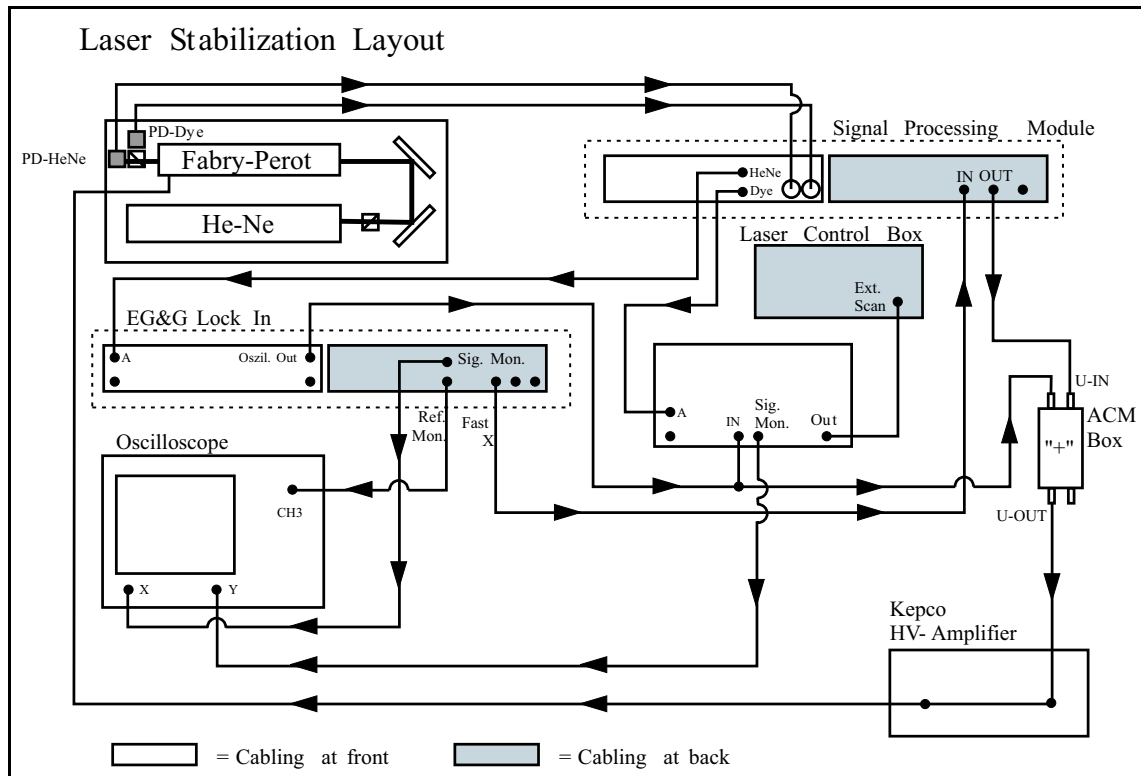 Laser Stabilization Layout
PD-Dye
PD-HeNe
Fabry-Perot
He-Ne
Signal Processing Module
HeNe
Dye
IN OUT
Laser Control Box
Ext.
Scan
EG&G Lock In
A
Oszil. Out
Sig. Mon.
Ref.
Mon.
Fast
X
A
IN
Sig.
Mon.
Out
U-IN
ACM
Box
"+"
U-OUT
Oscilloscope
CH3
X
Y
Kepco
HV- Amplifier
= Cabling at front
= Cabling at back